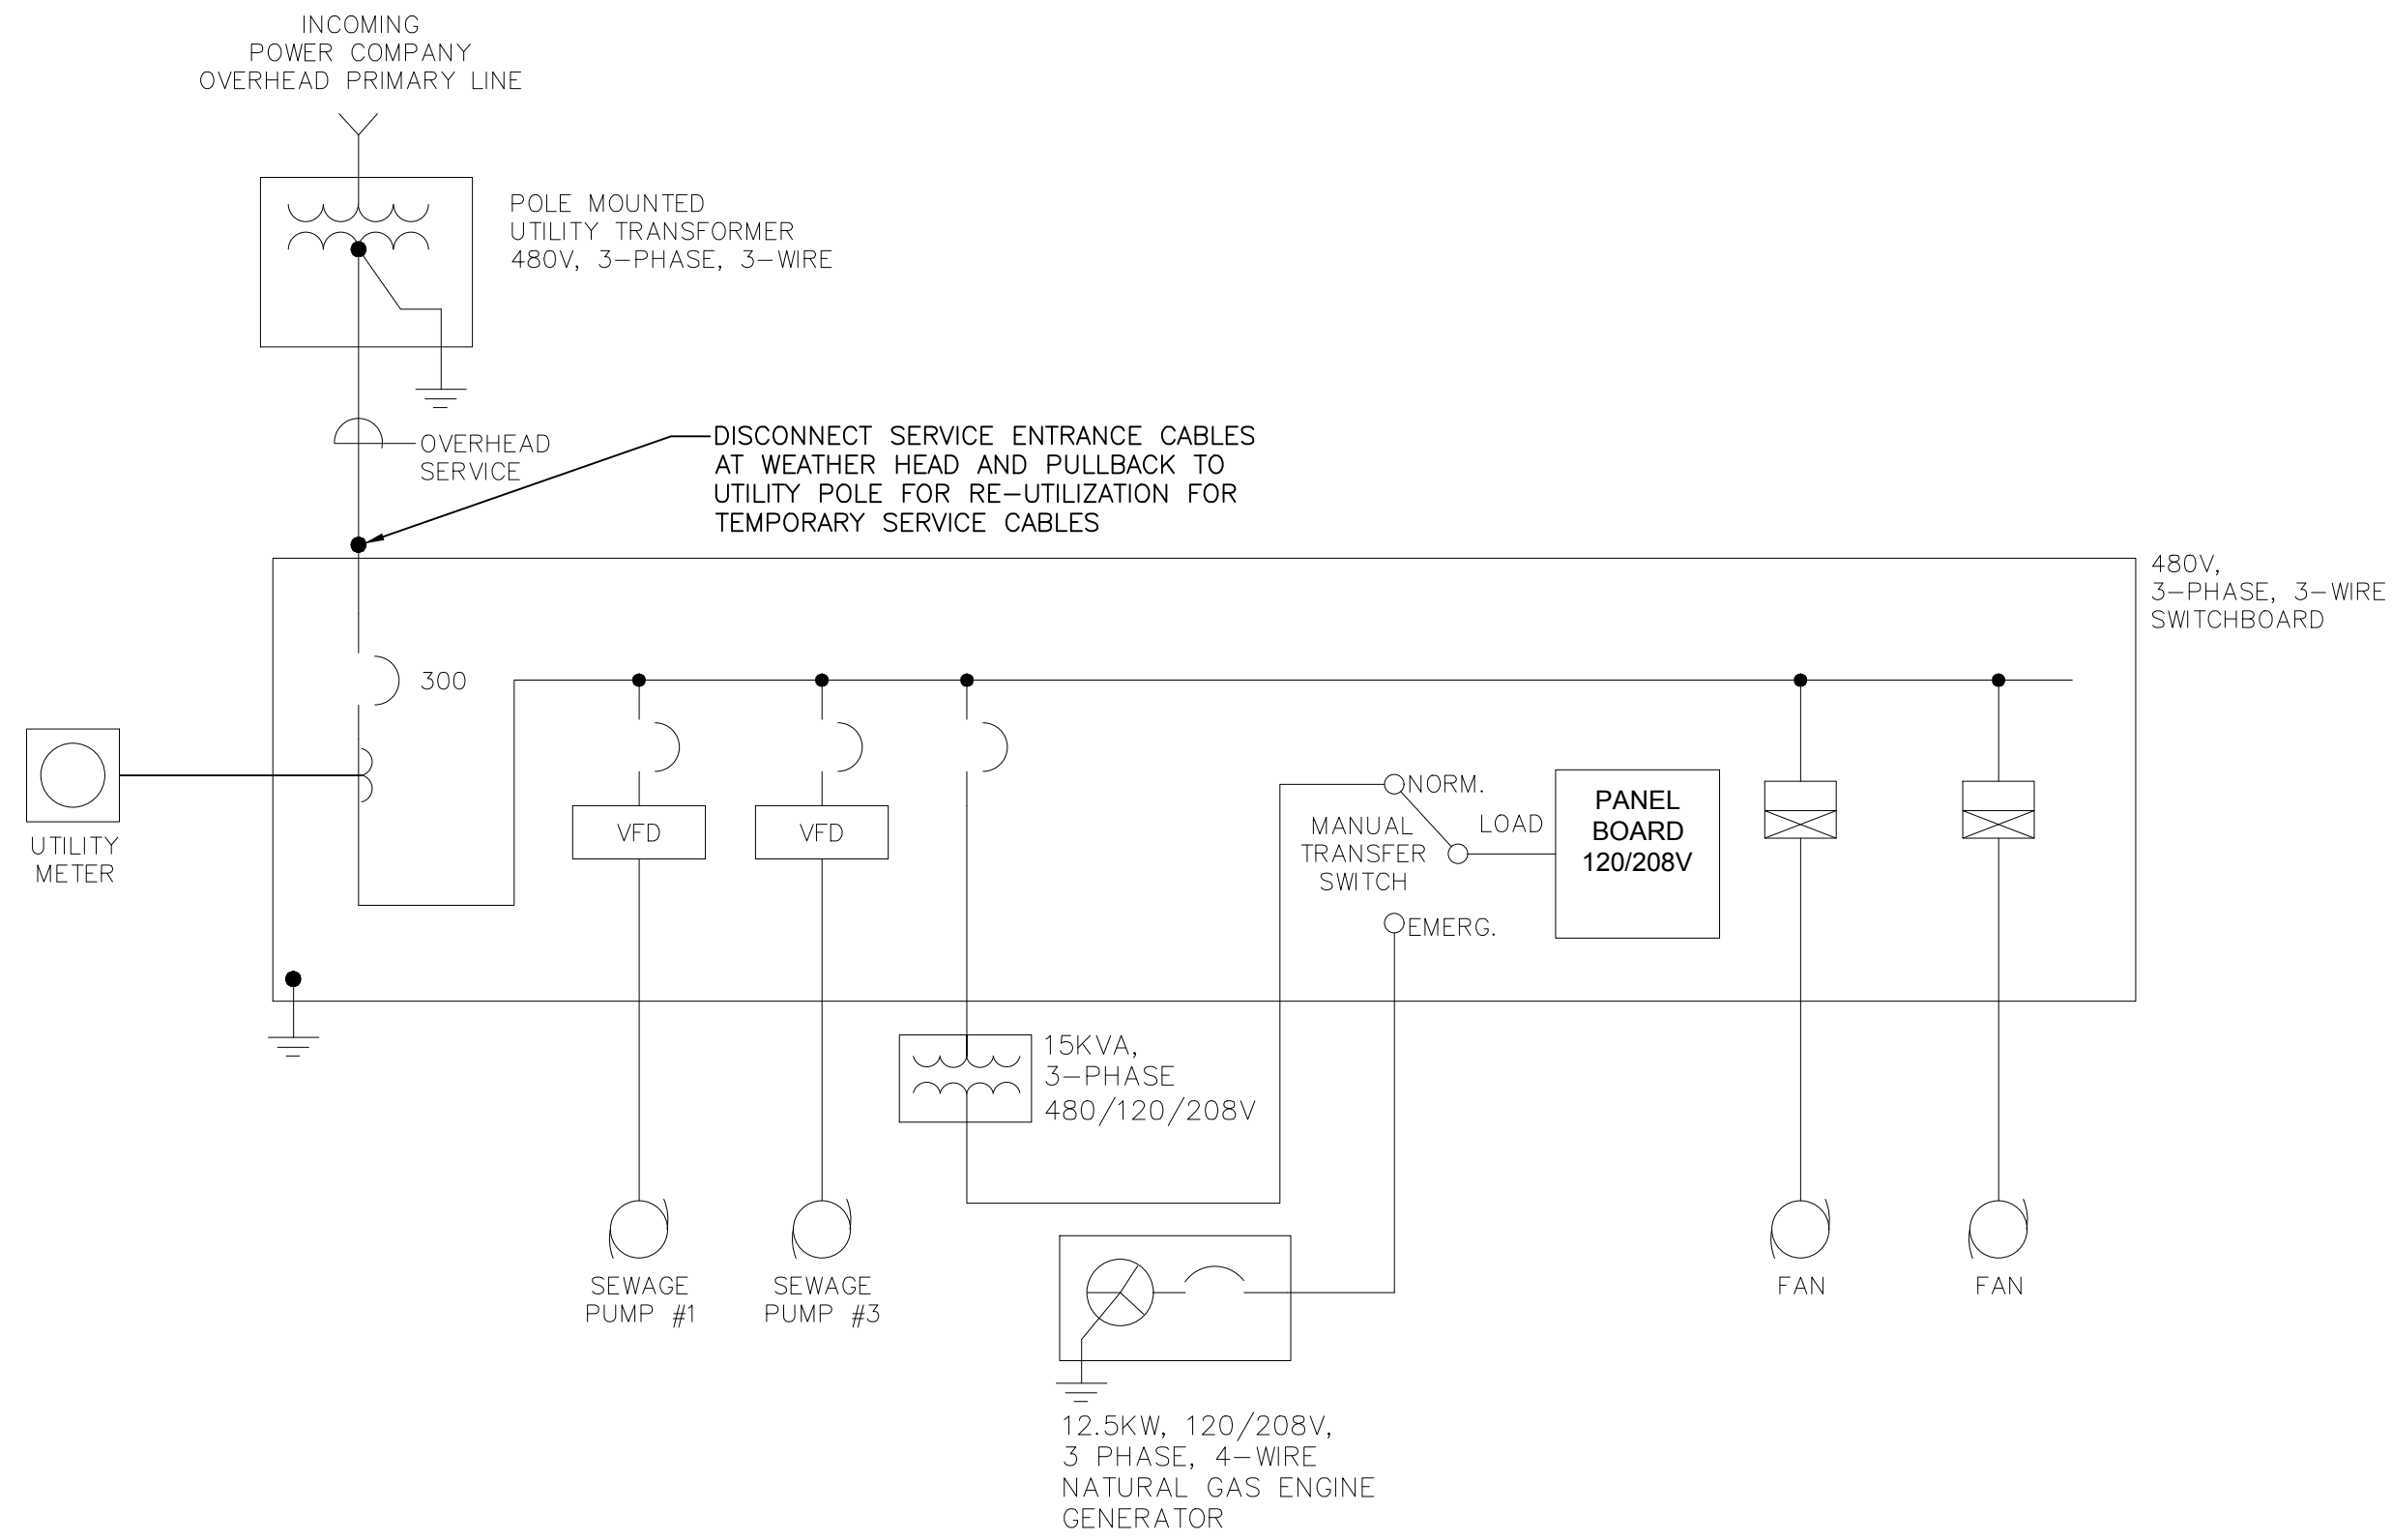 INCOMING
POWER COMPANY
OVERHEAD PRIMARY LINE
POLE MOUNTED
UTILITY TRANSFORMER
480V, 3-PHASE, 3-WIRE
OVERHEAD
SERVICE
DISCONNECT SERVICE ENTRANCE CABLES
AT WEATHER HEAD AND PULLBACK TO
UTILITY POLE FOR RE-UTILIZATION FOR
TEMPORARY SERVICE CABLES
480V,
3-PHASE, 3-WIRE
SWITCHBOARD
300
UTILITY
METER
VFD
VFD
NORM.
MANUAL
TRANSFER
SWITCH
LOAD
EMERG.
PANEL
BOARD
120/208V
15KVA,
3-PHASE
480/120/208V
SEWAGE
PUMP #1
SEWAGE
PUMP #3
FAN
FAN
12.5KW, 120/208V,
3 PHASE, 4-WIRE
NATURAL GAS ENGINE
GENERATOR